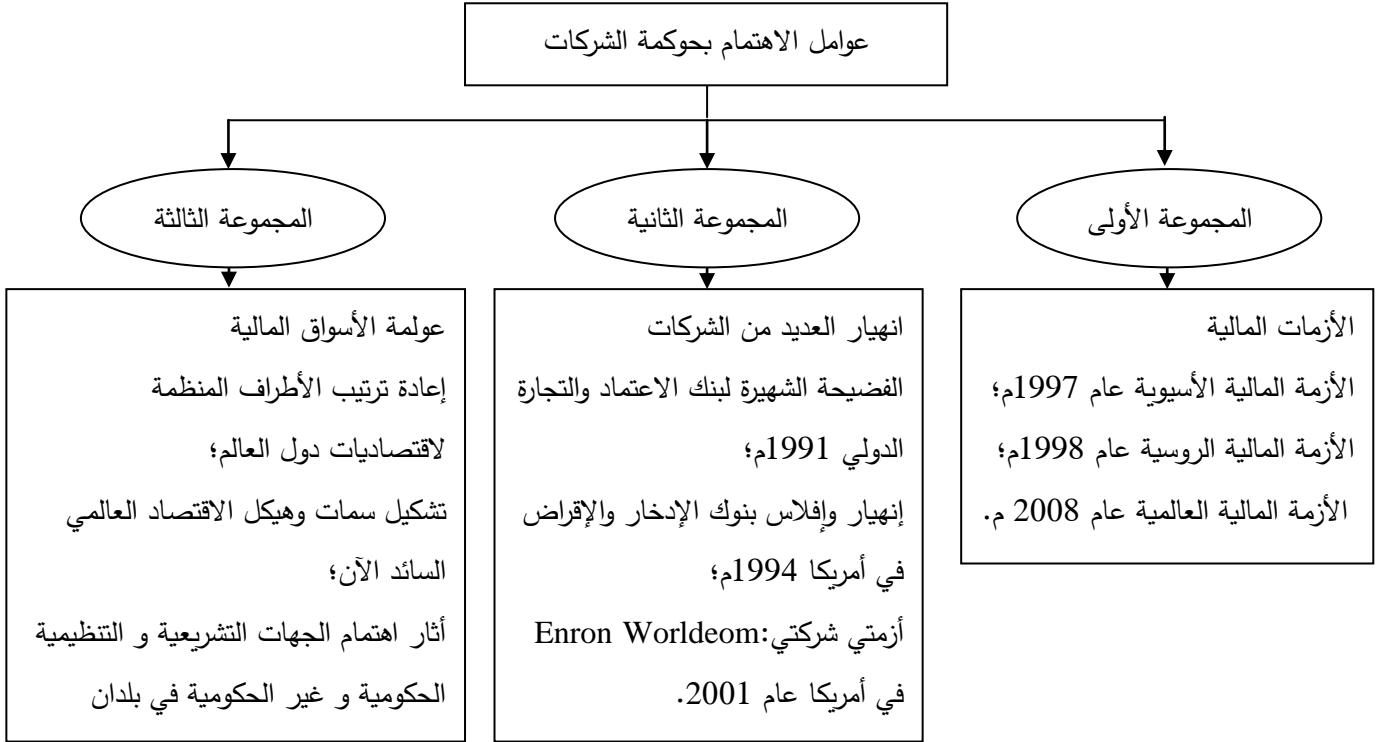 عوامل الاهتمام بحوكمة الشركات
المجموعة الأولى
المجموعة الثانية
المجموعة الثالثة
الأزمات المالية
الأزمة المالية الأسيوية عام 1997م؛
الأزمة المالية الروسية عام 1998م؛
الأزمة المالية العالمية عام 2008 م.
انهيار العديد من الشركات
الفضيحة الشهيرة لبنك الاعتماد والتجارة
الدولي 1991م؛
إنهيار وإفلاس بنوك الإدخار والإقراض
في أمريكا 1994م؛
أزمتي شركتي:Enron Worldeom
في أمريكا عام 2001.
عولمة الأسواق المالية
إعادة ترتيب الأطراف المنظمة
لاقتصاديات دول العالم؛
تشكيل سمات وهيكل الاقتصاد العالمي
السائد الآن؛
أثار اهتمام الجهات التشريعية و التنظيمية
الحكومية و غير الحكومية في بلدان